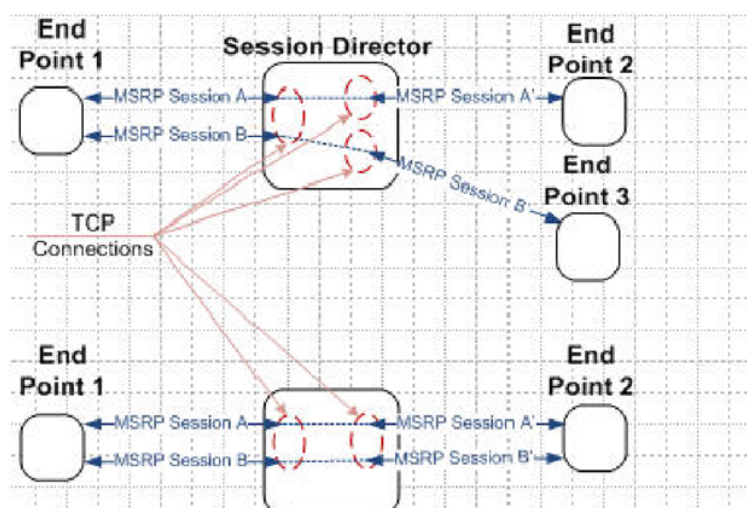 End
Point 1
Session Director
End
Point 2
MSRP Session A
MSRP Session A'
MSRP Session B
MSRP Session B
End
Point 3
TCP
Connections
End
Point 1
End
Point 2
MSRP Session A
MSRP Session A'
MSRP Session B
MSRP Session B'